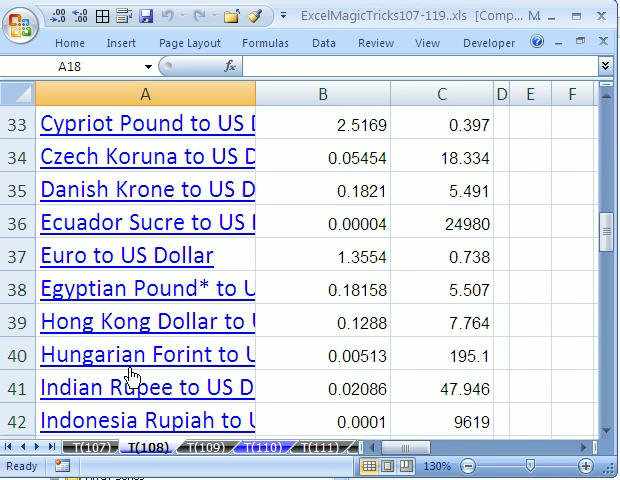 ExcelMagicTricks107-119..xls [Comp... M
Home Insert Page Layout Formulas Data Review View Developer
A18 fx
A B C D E F
33 Cypriot Pound to US D 2.5169 0.397
34 Czech Koruna to US D 0.05454 18.334
35 Danish Krone to US D 0.1821 5.491
36 Ecuador Sucre to US 0.00004 24980
37 Euro to US Dollar 1.3554 0.738
38 Egyptian Pound* to U 0.18158 5.507
39 Hong Kong Dollar to U 0.1288 7.764
40 Hungarian Forint to U 0.00513 195.1
41 Indian Rupee to US D 0.02086 47.946
42 Indonesia Rupiah to U 0.0001 9619
T(107) T(108) T(109) T(110) T(111)
Ready 130%